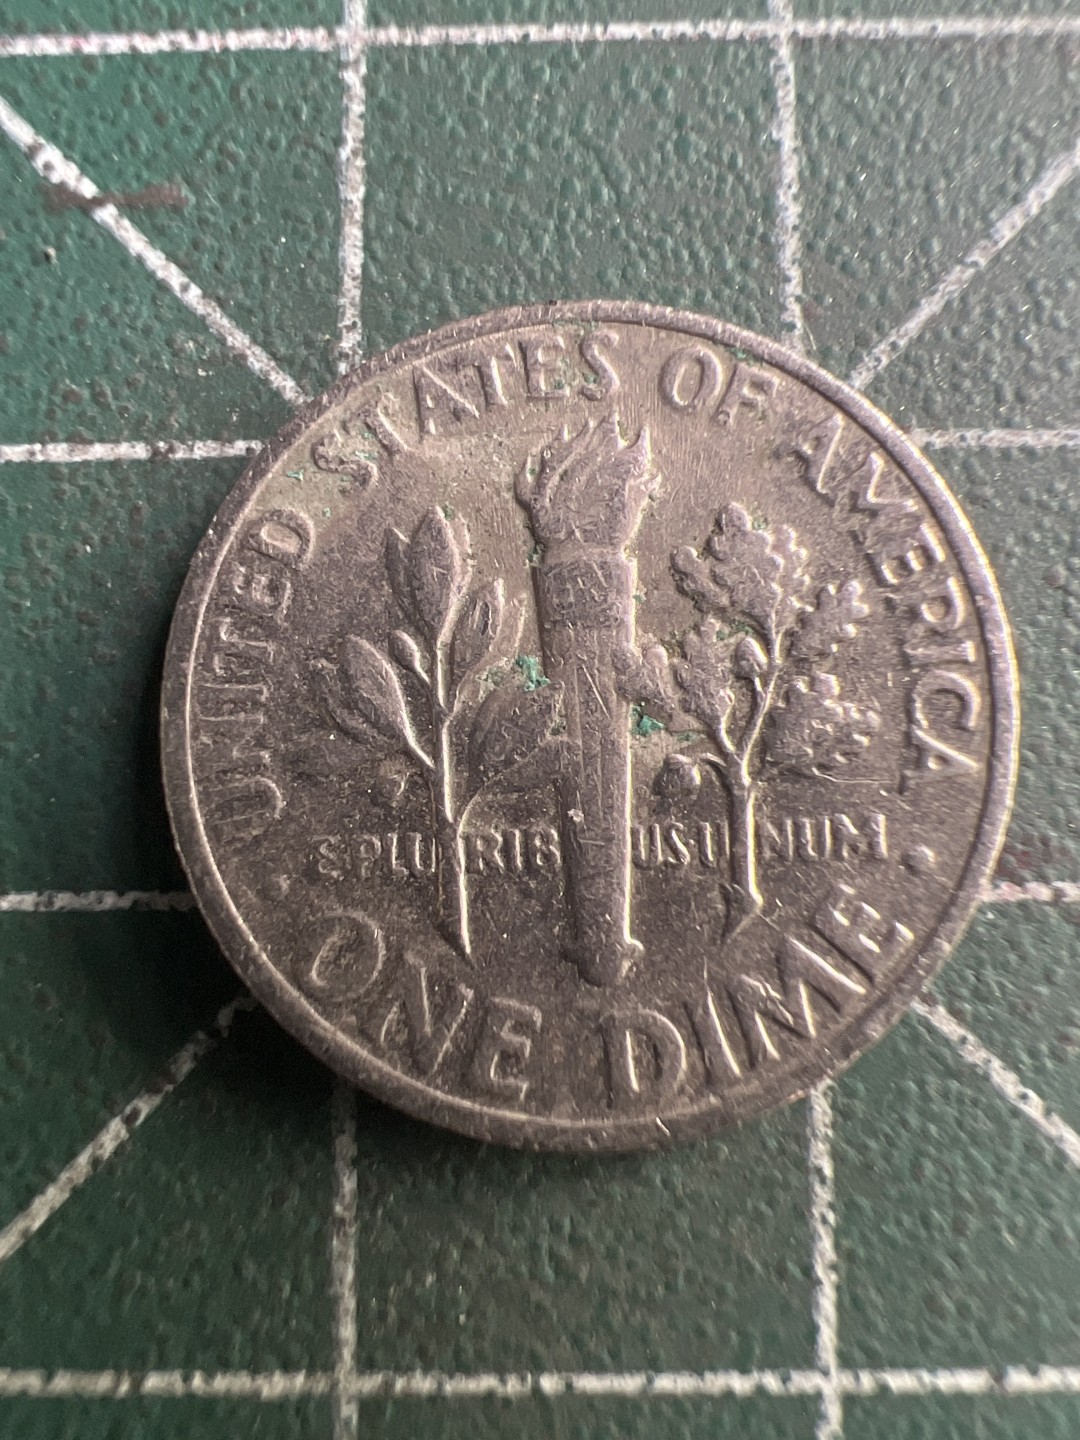 UNITED STATES OF AMERICA
E PLURIBUS UNUM
ONE DIME